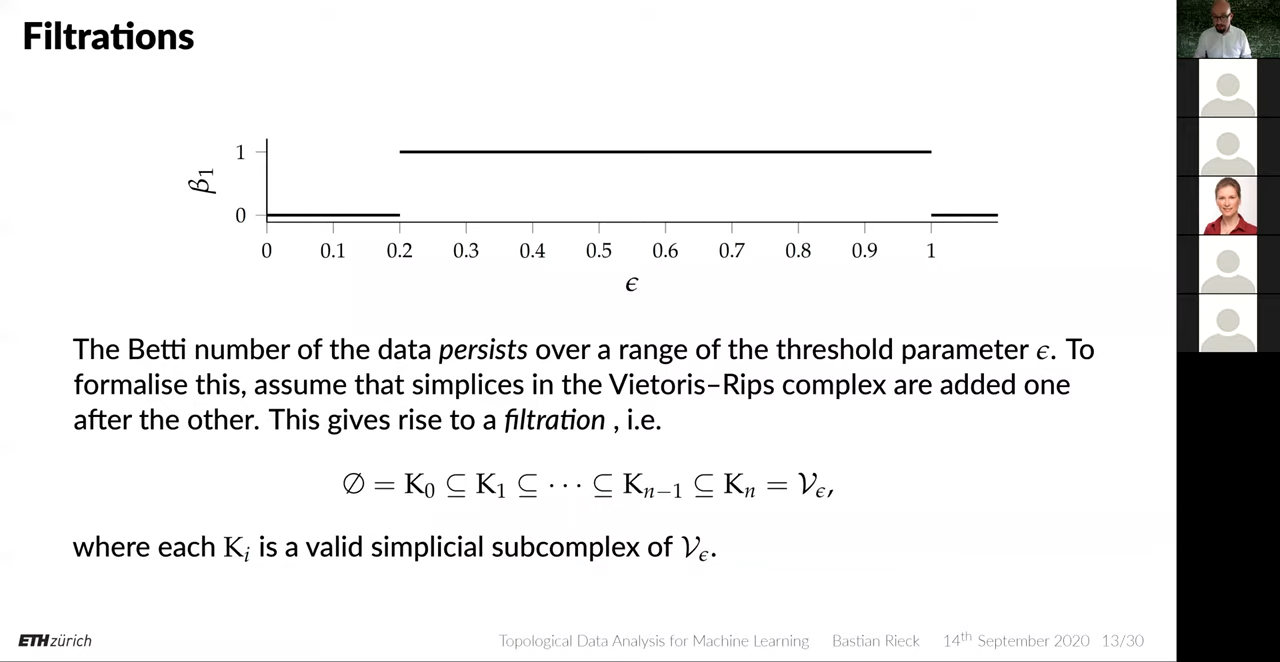 Filtrations
1
β₁
0
0 0.1 0.2 0.3 0.4 0.5 0.6 0.7 0.8 0.9 1
ϵ
The Betti number of the data persists over a range of the threshold parameter ϵ. To
formalise this, assume that simplices in the Vietoris–Rips complex are added one
after the other. This gives rise to a filtration , i.e.
∅ = K₀ ⊆ K₁ ⊆ ⋯ ⊆ Kₙ₋₁ ⊆ Kₙ = 𝒱_ϵ,
where each Kᵢ is a valid simplicial subcomplex of 𝒱_ϵ.
ETH zürich Topological Data Analysis for Machine Learning Bastian Rieck 14th September 2020 13/30